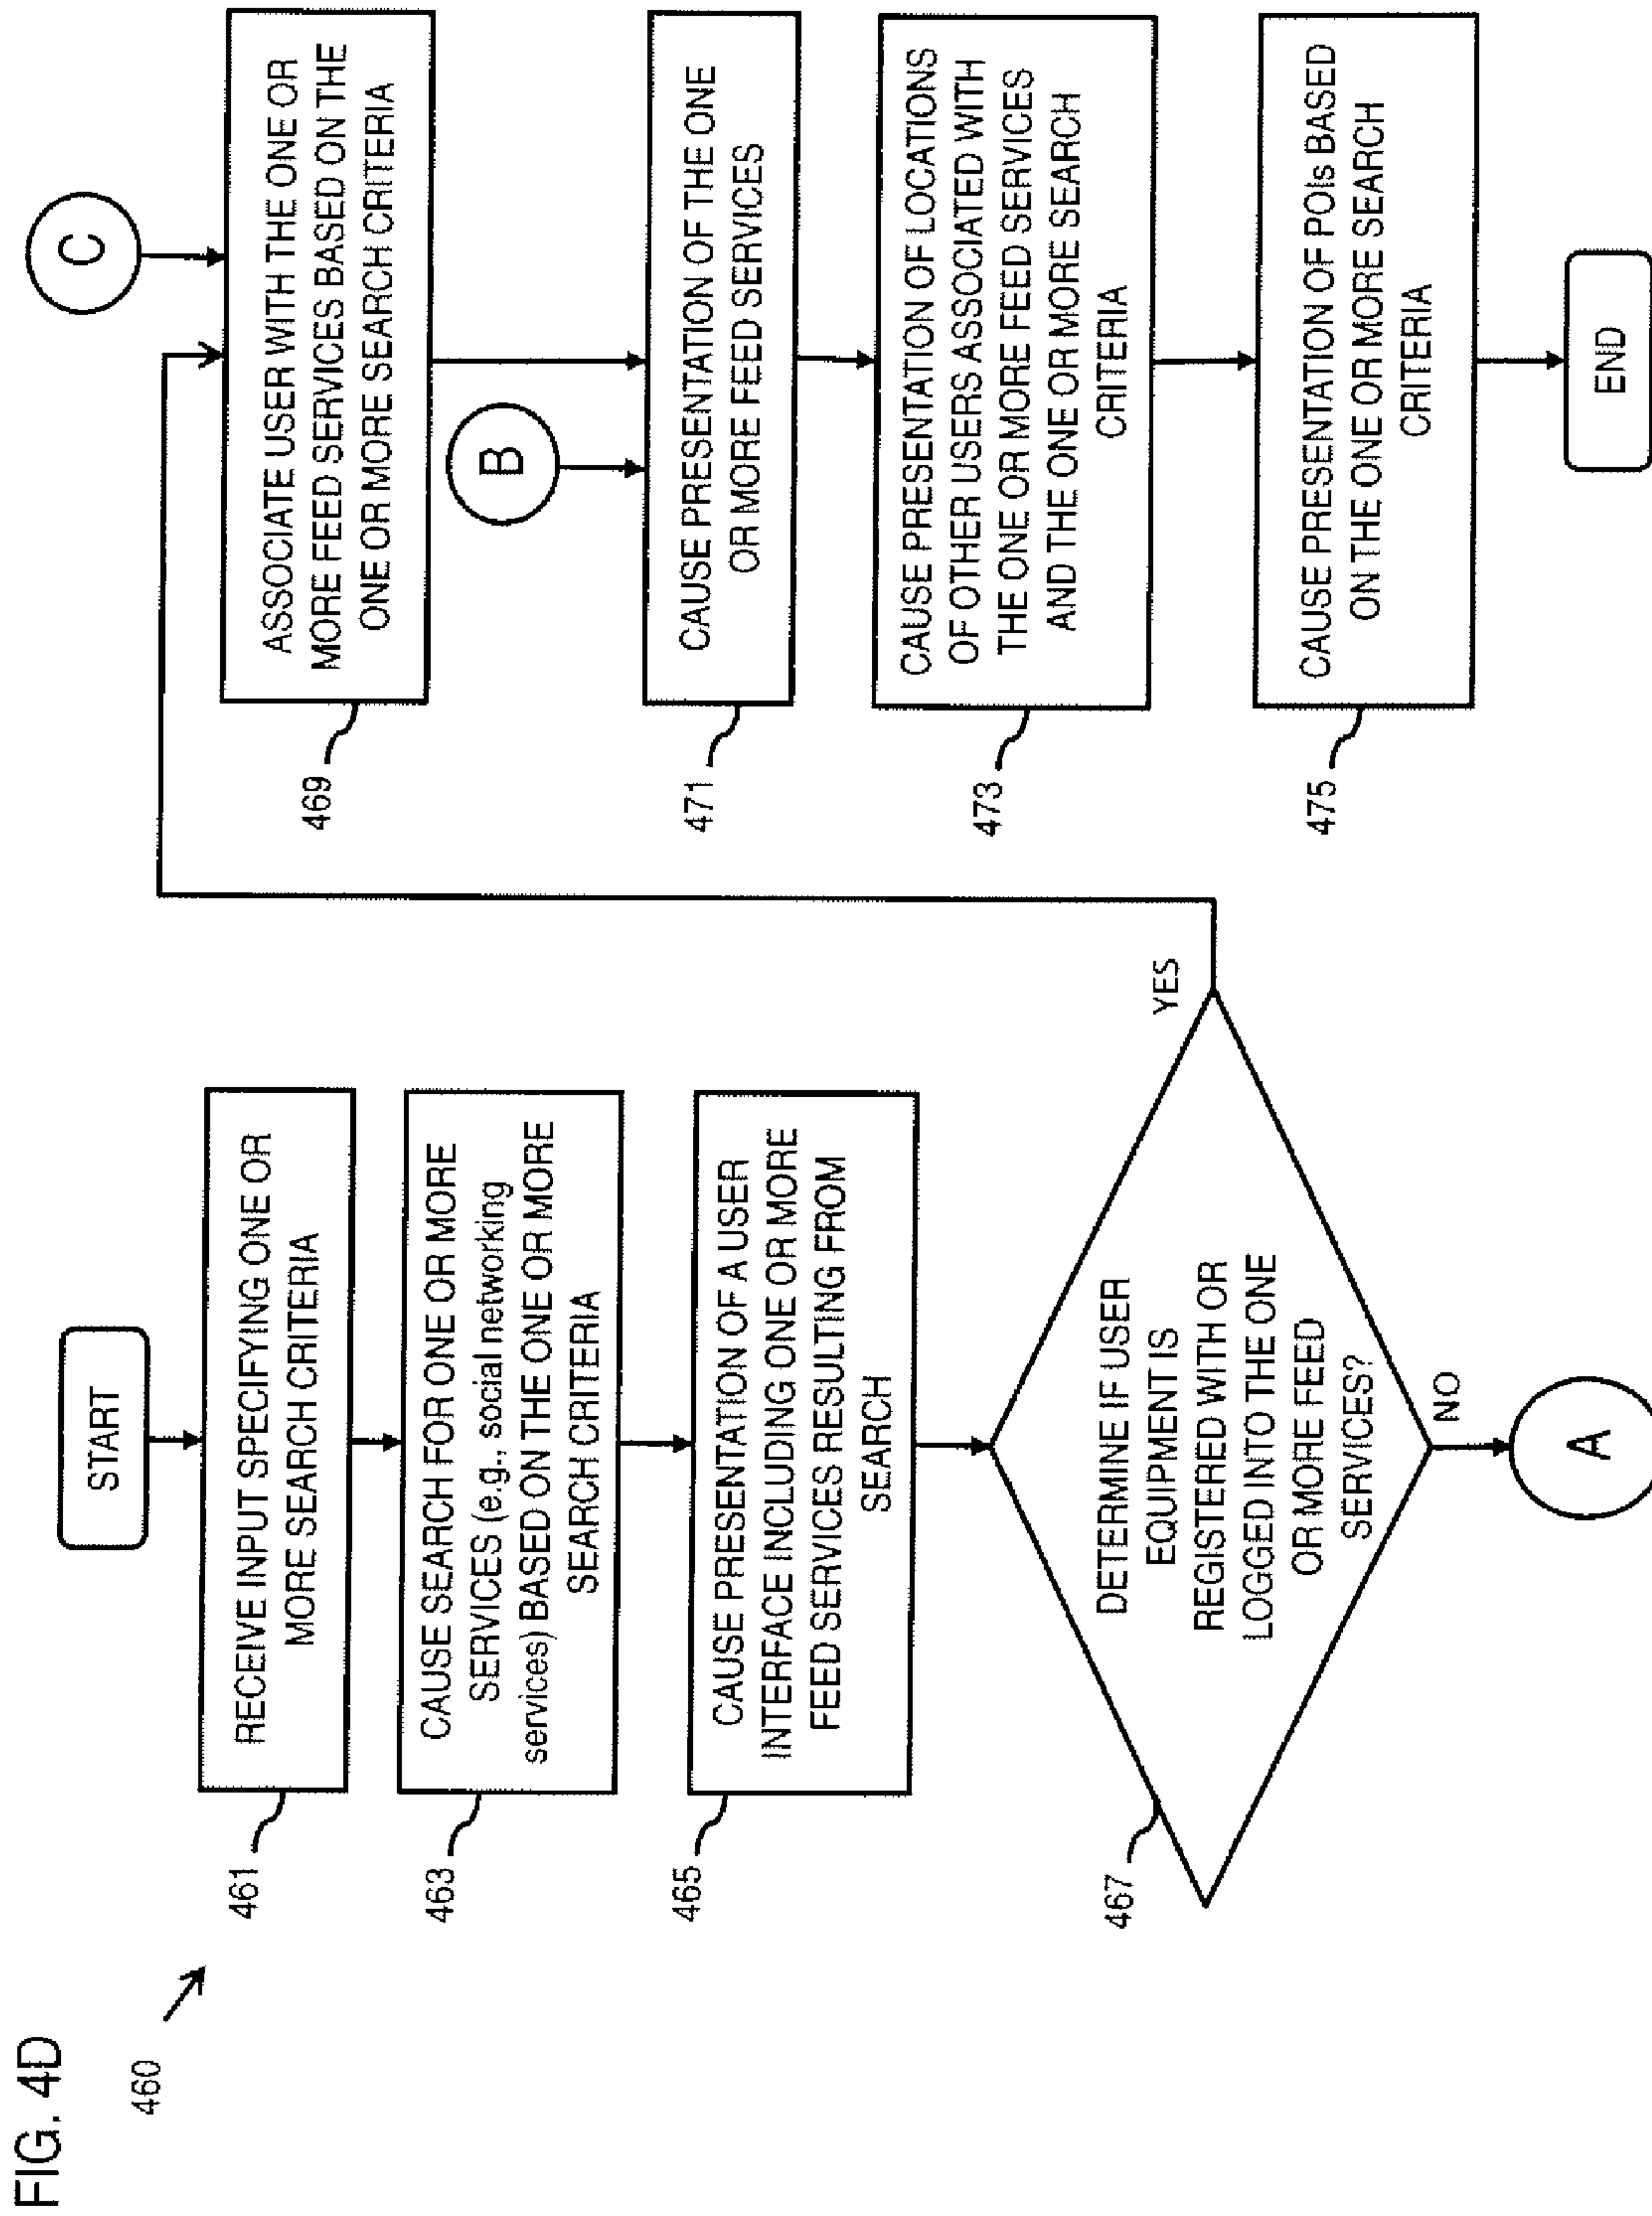 FIG. 4D
460
START
461
RECEIVE INPUT SPECIFYING ONE OR
MORE SEARCH CRITERIA
463
CAUSE SEARCH FOR ONE OR MORE
SERVICES (e.g., social networking
services) BASED ON THE ONE OR MORE
SEARCH CRITERIA
465
CAUSE PRESENTATION OF A USER
INTERFACE INCLUDING ONE OR MORE
FEED SERVICES RESULTING FROM
SEARCH
467
DETERMINE IF USER
EQUIPMENT IS
REGISTERED WITH OR
LOGGED INTO THE ONE
OR MORE FEED
SERVICES?
YES
NO
A
C
469
ASSOCIATE USER WITH THE ONE OR
MORE FEED SERVICES BASED ON THE
ONE OR MORE SEARCH CRITERIA
B
471
CAUSE PRESENTATION OF THE ONE
OR MORE FEED SERVICES
473
CAUSE PRESENTATION OF LOCATIONS
OF OTHER USERS ASSOCIATED WITH
THE ONE OR MORE FEED SERVICES
AND THE ONE OR MORE SEARCH
CRITERIA
475
CAUSE PRESENTATION OF POIs BASED
ON THE ONE OR MORE SEARCH
CRITERIA
END